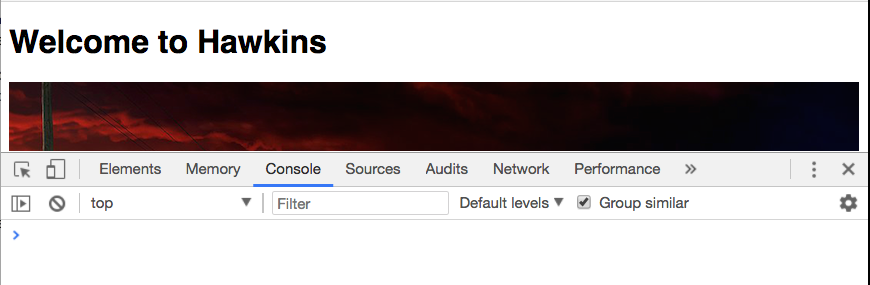 Welcome to Hawkins
Elements Memory Console Sources Audits Network Performance »
top Filter Default levels Group similar